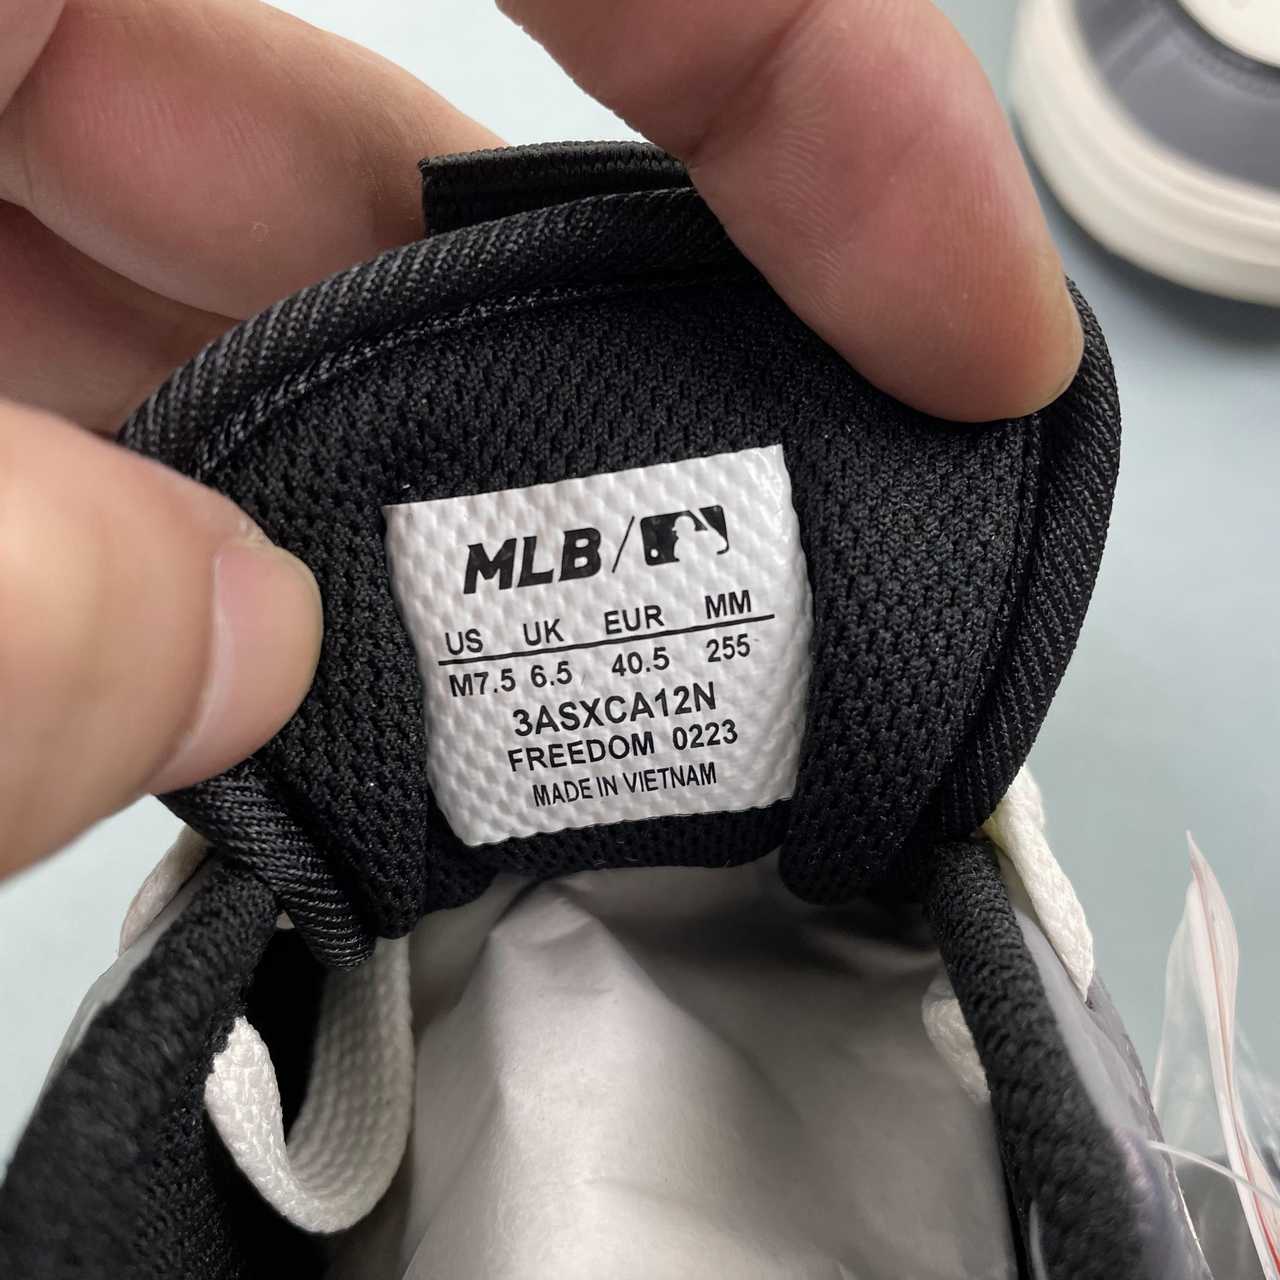 MLB/
US UK EUR MM
M7.5 6.5 40.5 255
3ASXCA12N
FREEDOM 0223
MADE IN VIETNAM